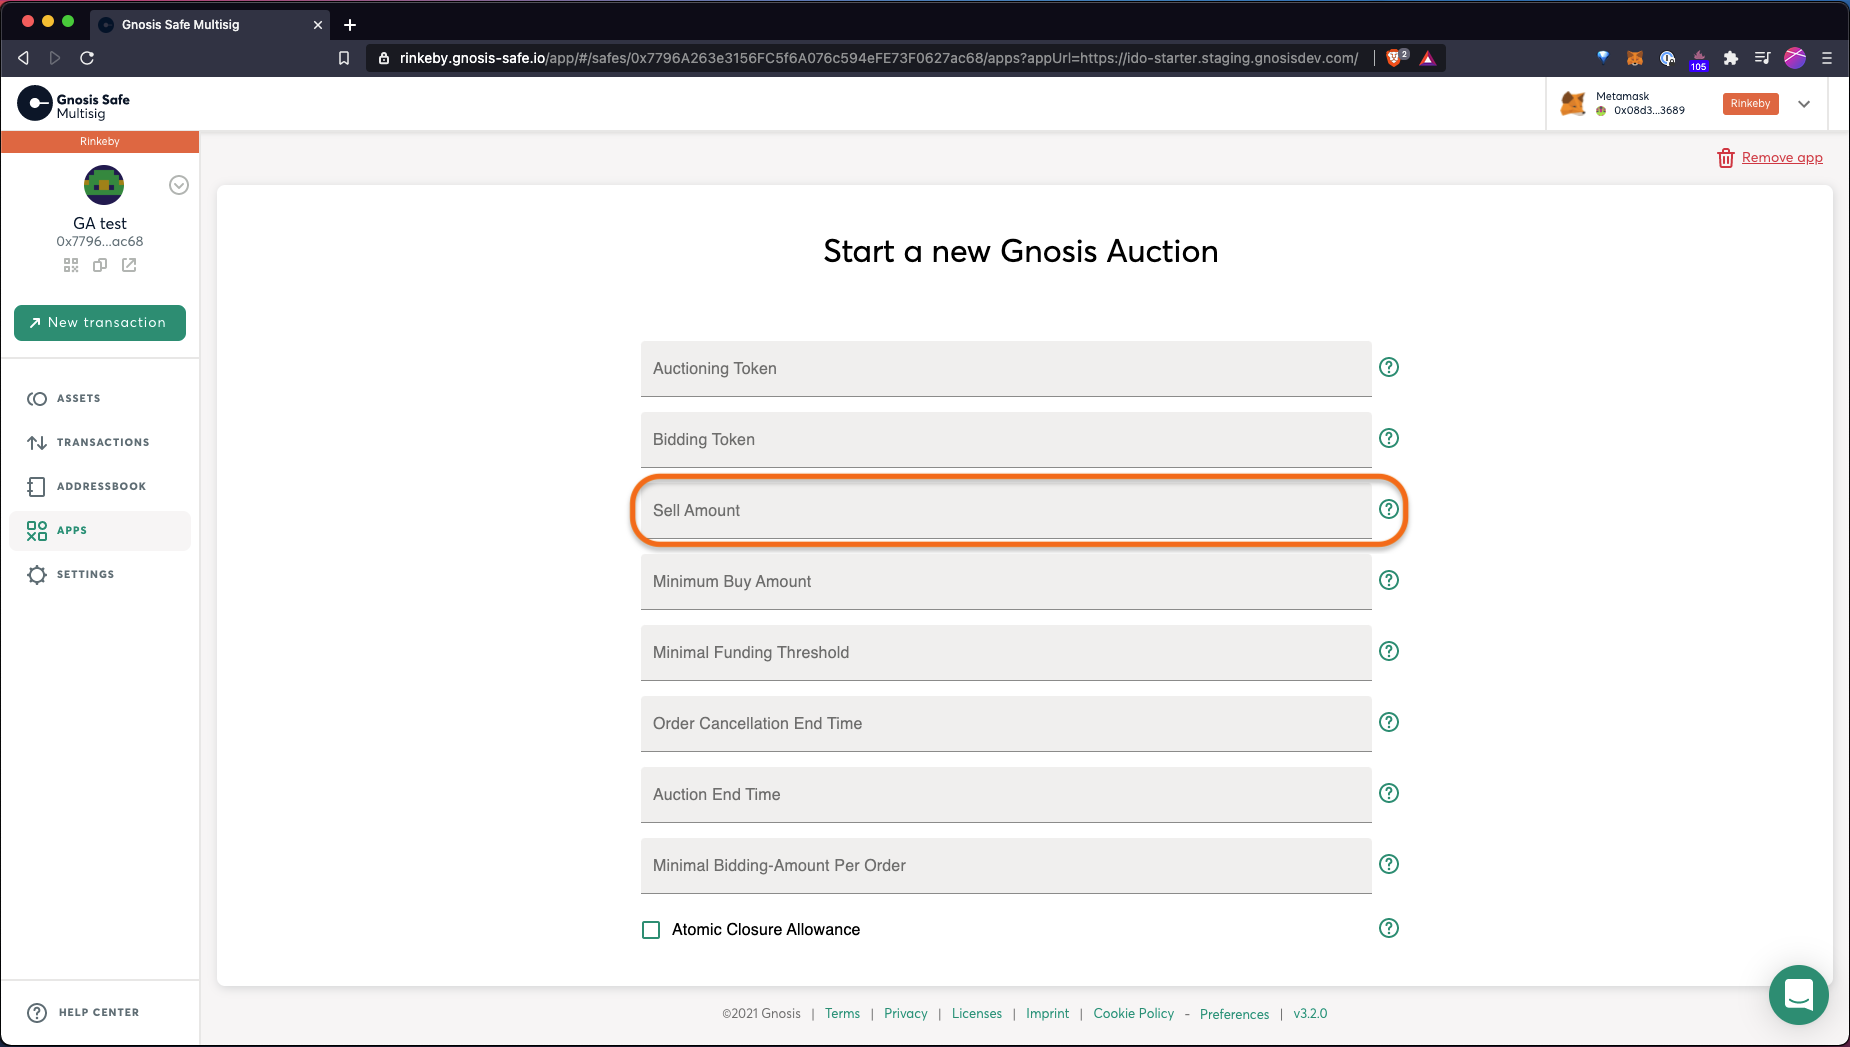 Gnosis Safe Multisig
rinkeby.gnosis-safe.io/app/#/safes/0x7796A263e3156FC5f6A076c594eFE73F0627ac68/apps?appUrl=https://ido-starter.staging.gnosisdev.com/
2
105
Gnosis Safe
Multisig
Metamask
0x08d3...3689
Rinkeby
Rinkeby
Remove app
GA test
0x7796...ac68
New transaction
ASSETS
TRANSACTIONS
ADDRESSBOOK
APPS
SETTINGS
HELP CENTER
Start a new Gnosis Auction
Auctioning Token
Bidding Token
Sell Amount
Minimum Buy Amount
Minimal Funding Threshold
Order Cancellation End Time
Auction End Time
Minimal Bidding-Amount Per Order
Atomic Closure Allowance
©2021 Gnosis | Terms | Privacy | Licenses | Imprint | Cookie Policy - Preferences | v3.2.0